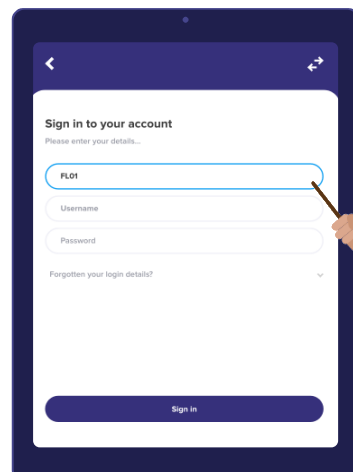 Sign in to your account
Please enter your details...
FL01
Username
Password
Forgotten your login details?
Sign in